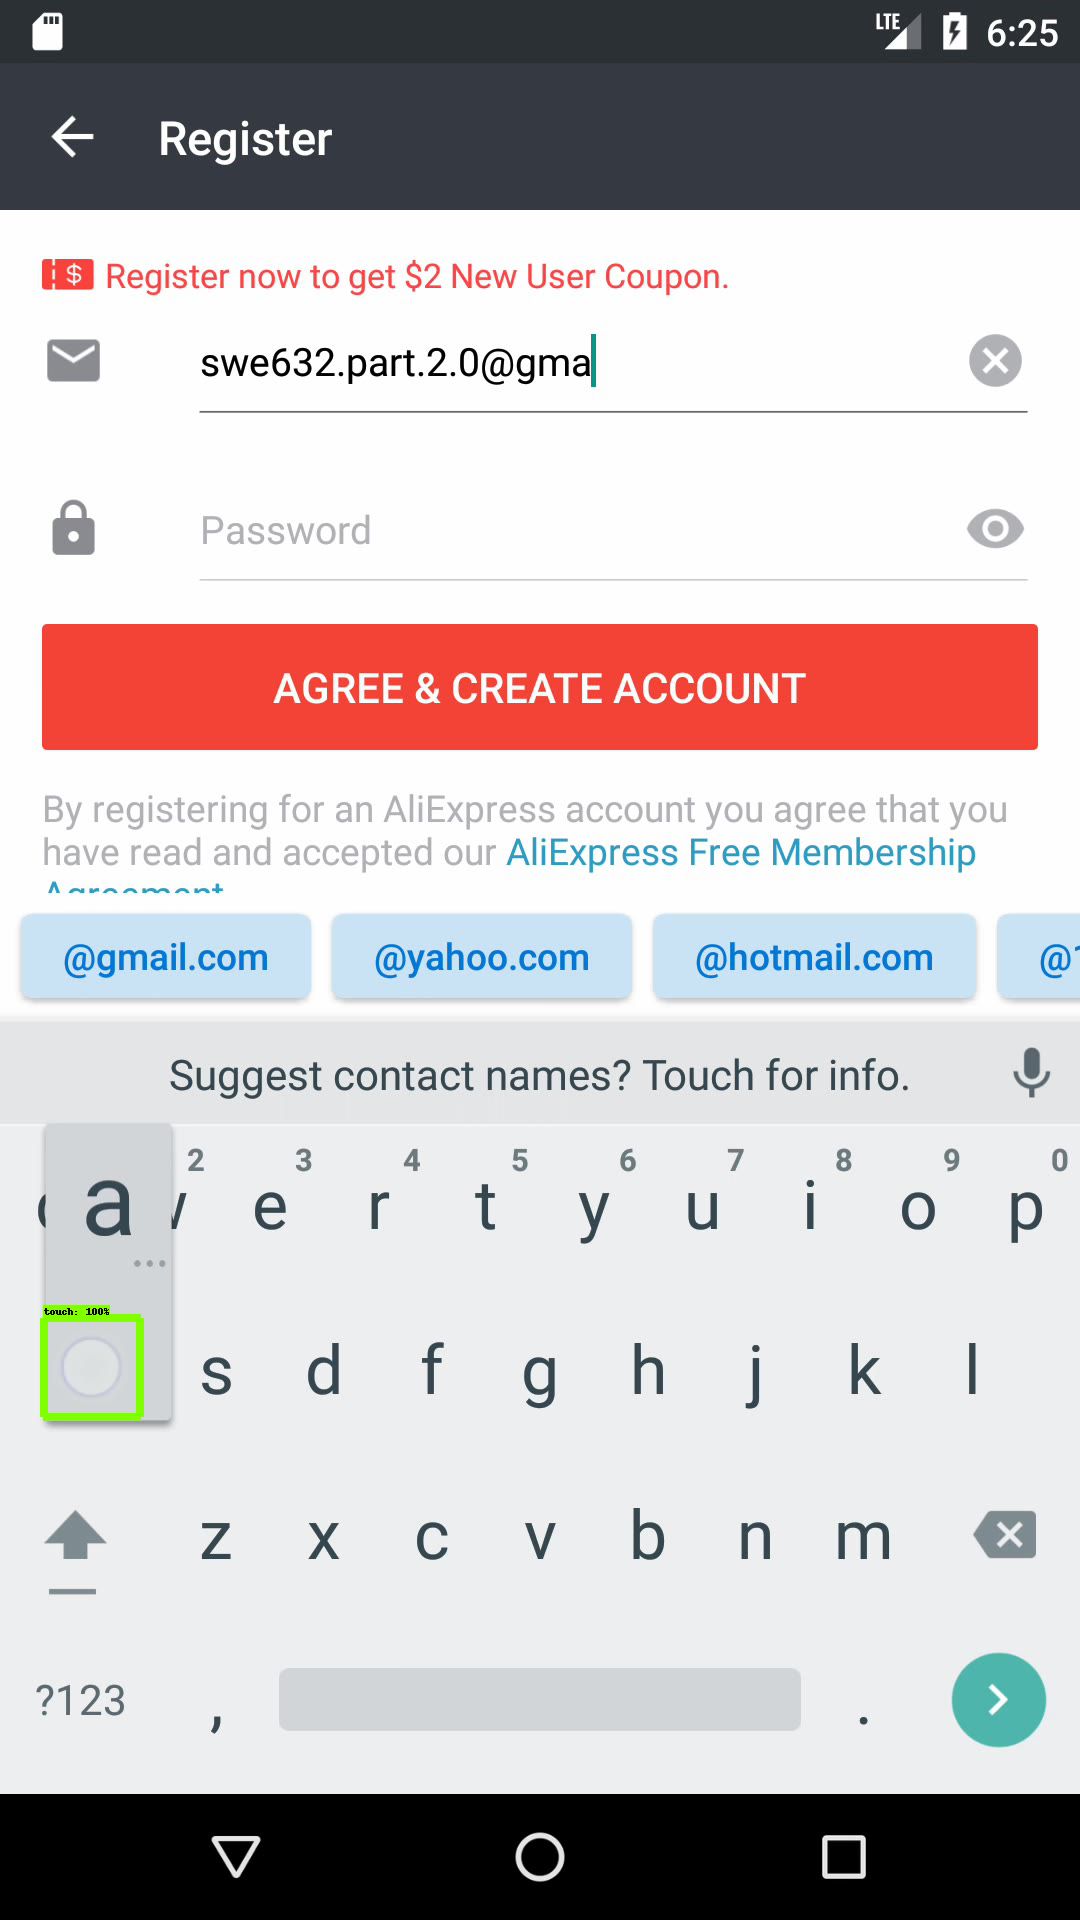 LTE 6:25
Register
$ Register now to get $2 New User Coupon.
swe632.part.2.0@gma
Password
AGREE & CREATE ACCOUNT
By registering for an AliExpress account you agree that you
have read and accepted our AliExpress Free Membership
Agreement
@gmail.com @yahoo.com @hotmail.com @1
Suggest contact names? Touch for info.
2 3 4 5 6 7 8 9 0
a e r t y u i o p
touch: 100%
s d f g h j k l
z x c v b n m
?123 , .